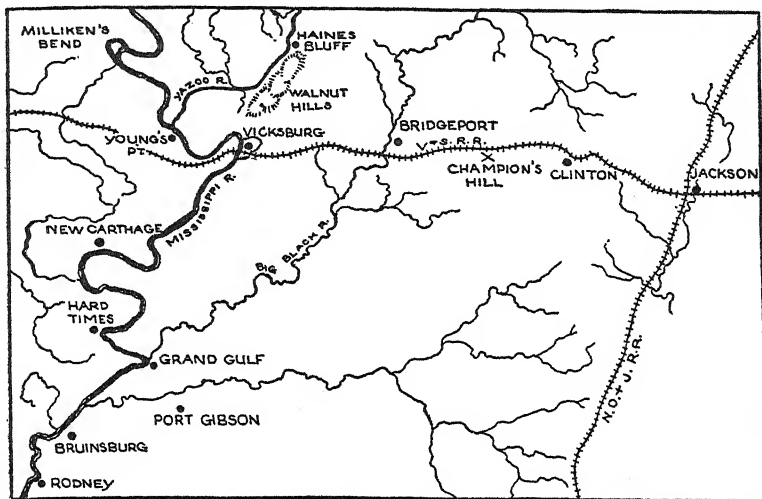 MILLIKEN'S
BEND
HAINES
BLUFF
YAZOO R.
WALNUT
HILLS
YOUNG'S
PT.
VICKSBURG
BRIDGEPORT
V + S. R.R.
CHAMPION'S
HILL
CLINTON
JACKSON
MISSISSIPPI R.
NEW CARTHAGE
BIG BLACK R.
HARD
TIMES
GRAND GULF
N.O. + J. R.R.
PORT GIBSON
BRUINSBURG
RODNEY